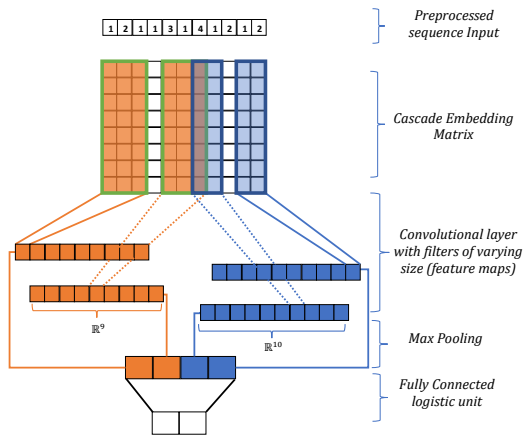 Preprocessed
sequence Input
1 2 1 1 3 1 4 1 2 1 2
Cascade Embedding
Matrix
Convolutional layer
with filters of varying
size (feature maps)
ℝ⁹
ℝ¹⁰
Max Pooling
Fully Connected
logistic unit